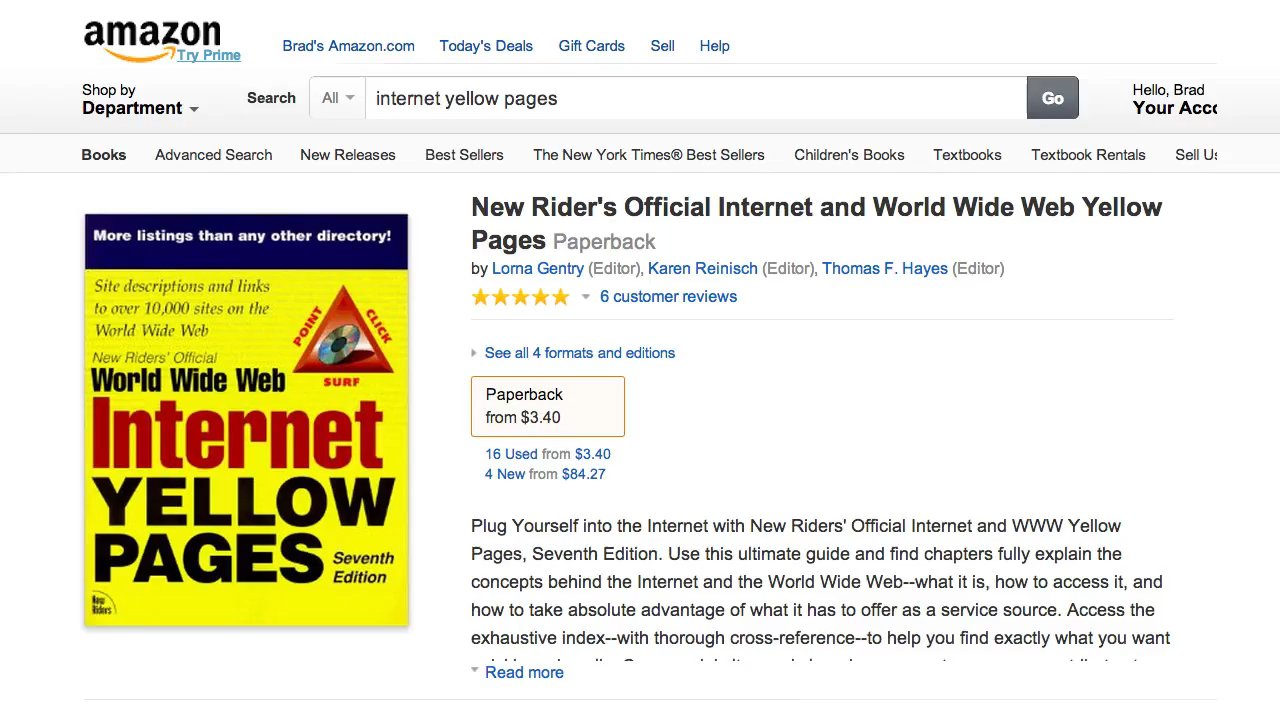 amazon
Try Prime
Brad's Amazon.com Today's Deals Gift Cards Sell Help
Shop by
Department
Search All internet yellow pages Go
Hello, Brad
Your Acco
Books Advanced Search New Releases Best Sellers The New York Times® Best Sellers Children's Books Textbooks Textbook Rentals Sell Us
More listings than any other directory!
Site descriptions and links
to over 10,000 sites on the
World Wide Web
POINT CLICK SURF
New Riders' Official
World Wide Web
Internet
YELLOW
PAGES
Seventh
Edition
New
Riders
New Rider's Official Internet and World Wide Web Yellow
Pages Paperback
by Lorna Gentry (Editor), Karen Reinisch (Editor), Thomas F. Hayes (Editor)
6 customer reviews
See all 4 formats and editions
Paperback
from $3.40
16 Used from $3.40
4 New from $84.27
Plug Yourself into the Internet with New Riders' Official Internet and WWW Yellow
Pages, Seventh Edition. Use this ultimate guide and find chapters fully explain the
concepts behind the Internet and the World Wide Web--what it is, how to access it, and
how to take absolute advantage of what it has to offer as a service source. Access the
exhaustive index--with thorough cross-reference--to help you find exactly what you want
Read more